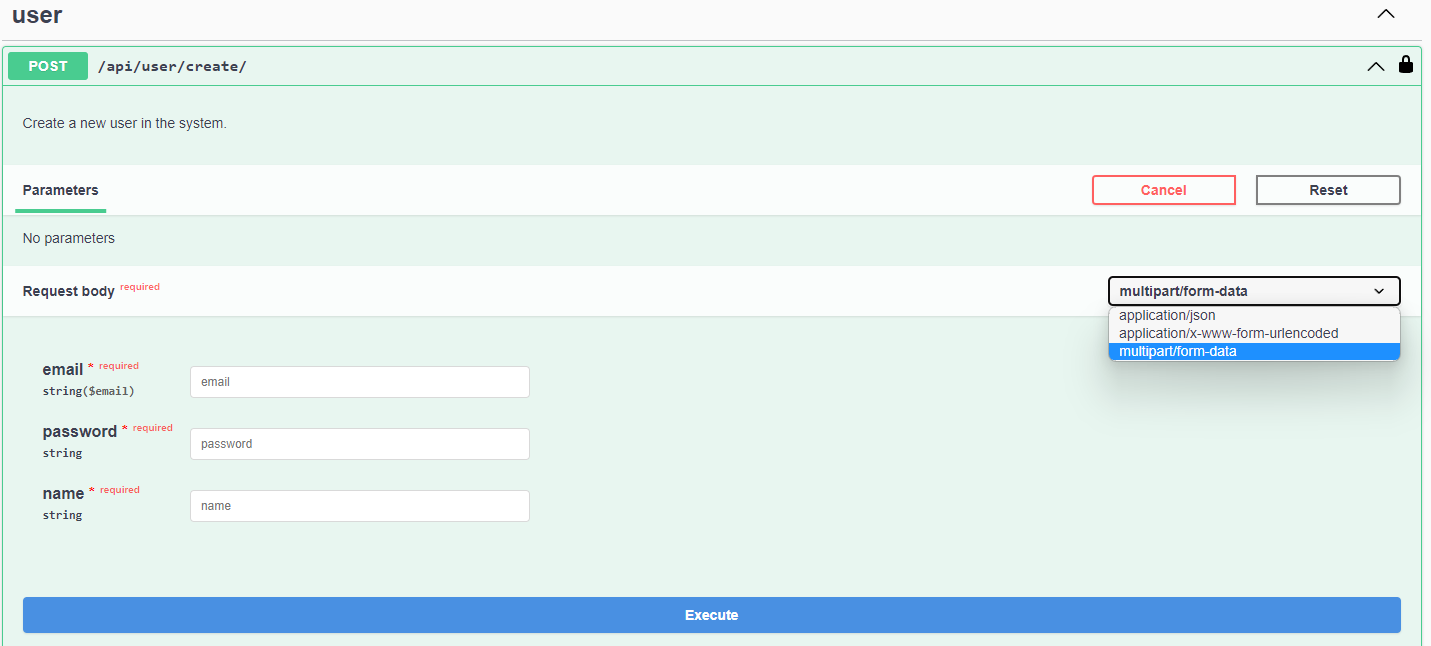 user
POST /api/user/create/
Create a new user in the system.
Parameters Cancel Reset
No parameters
Request body required multipart/form-data
application/json
application/x-www-form-urlencoded
multipart/form-data
email * required
string($email) email
password * required
string password
name * required
string name
Execute